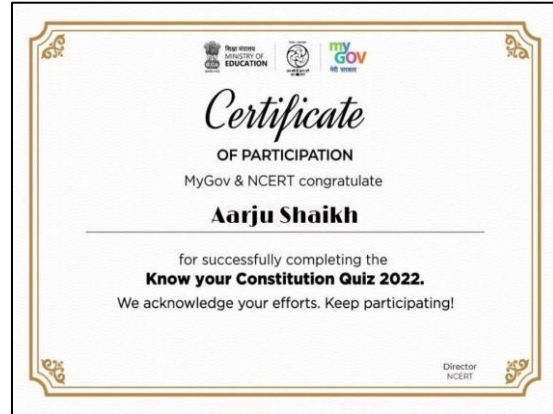 शिक्षा मंत्रालय
MINISTRY OF
EDUCATION
my
GOV
मेरी सरकार
Certificate
OF PARTICIPATION
MyGov & NCERT congratulate
Aarju Shaikh
for successfully completing the
Know your Constitution Quiz 2022.
We acknowledge your efforts. Keep participating!
Director
NCERT